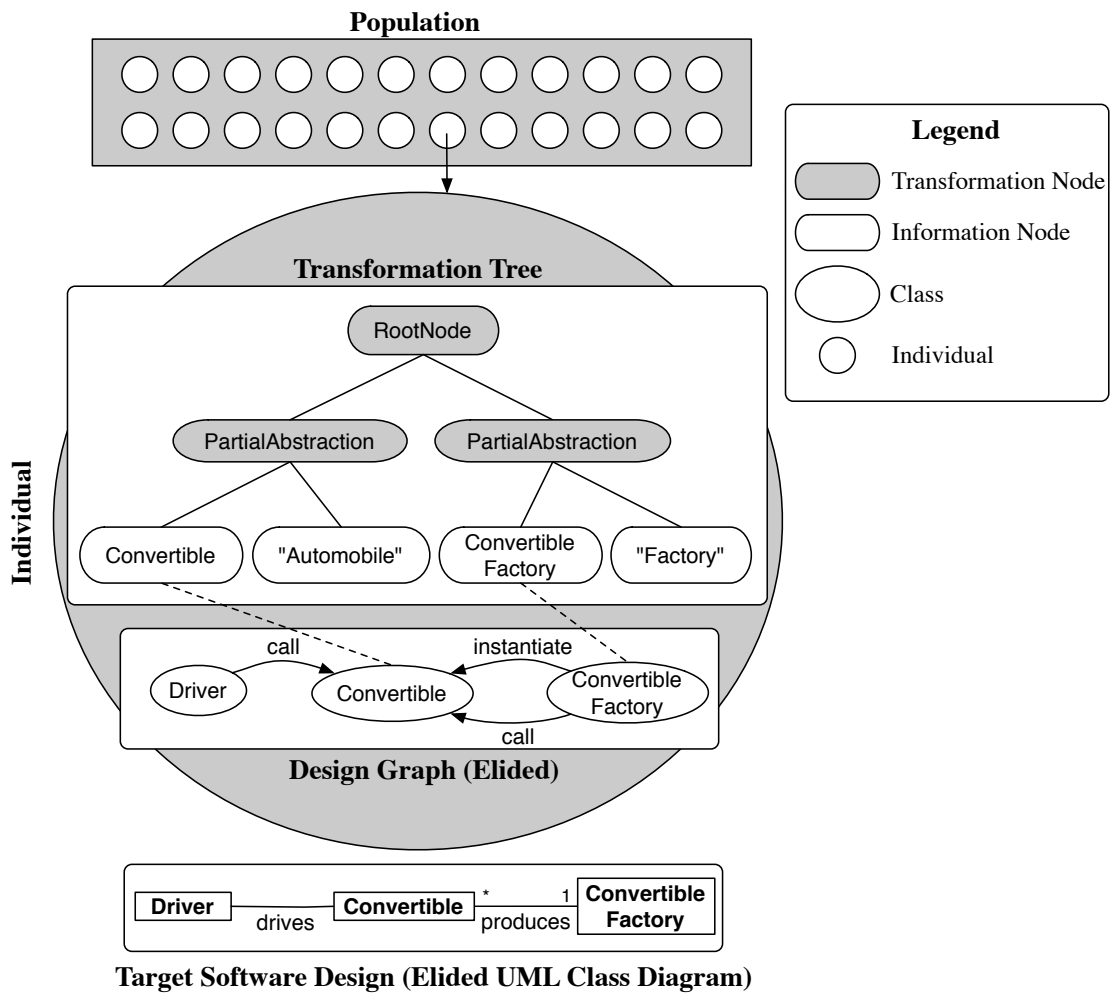 Population
Legend
Transformation Node
Information Node
Class
Individual
Individual
Transformation Tree
RootNode
PartialAbstraction
PartialAbstraction
Convertible
"Automobile"
Convertible
Factory
"Factory"
call
instantiate
Driver
Convertible
Convertible
Factory
call
Design Graph (Elided)
Driver
drives
Convertible
*
1
produces
Convertible
Factory
Target Software Design (Elided UML Class Diagram)